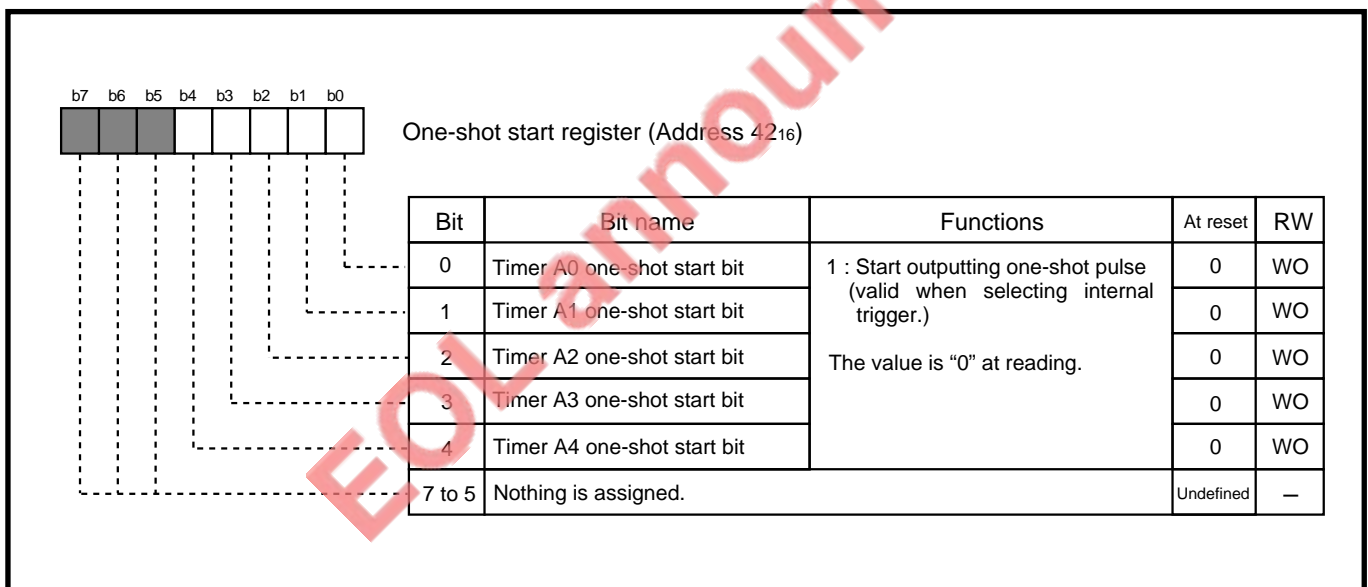 b7 b6 b5 b4 b3 b2 b1 b0
One-shot start register (Address 4216)
Bit Bit name Functions At reset RW
0 Timer A0 one-shot start bit 1 : Start outputting one-shot pulse 0 WO
(valid when selecting internal
1 Timer A1 one-shot start bit trigger.) 0 WO
2 Timer A2 one-shot start bit The value is “0” at reading. 0 WO
3 Timer A3 one-shot start bit 0 WO
4 Timer A4 one-shot start bit 0 WO
7 to 5 Nothing is assigned. Undefined –
EOL announ